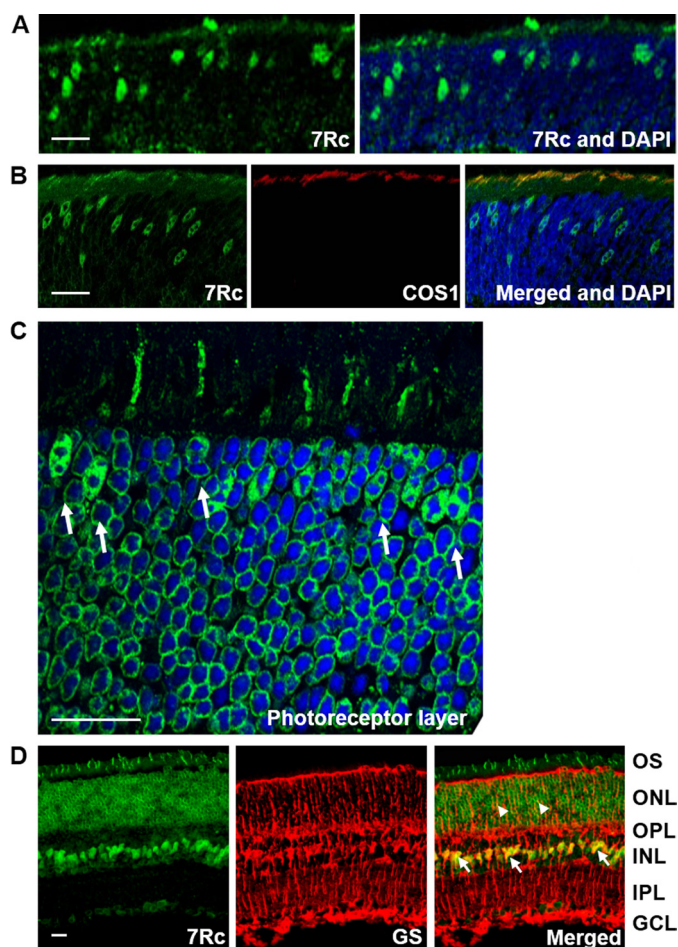 A
7Rc
7Rc and DAPI
B
7Rc
COS1
Merged and DAPI
C
Photoreceptor layer
D
7Rc
GS
Merged
OS
ONL
OPL
INL
IPL
GCL